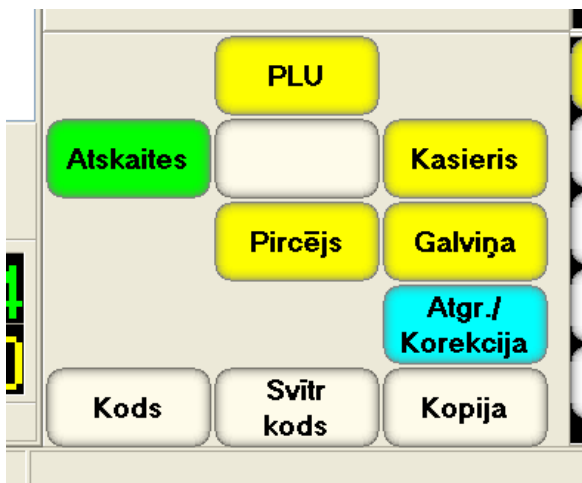 PLU
Atskaites
Kasieris
Pircējs
Galviņa
Atgr./
Korekcija
Kods
Svītr
kods
Kopija